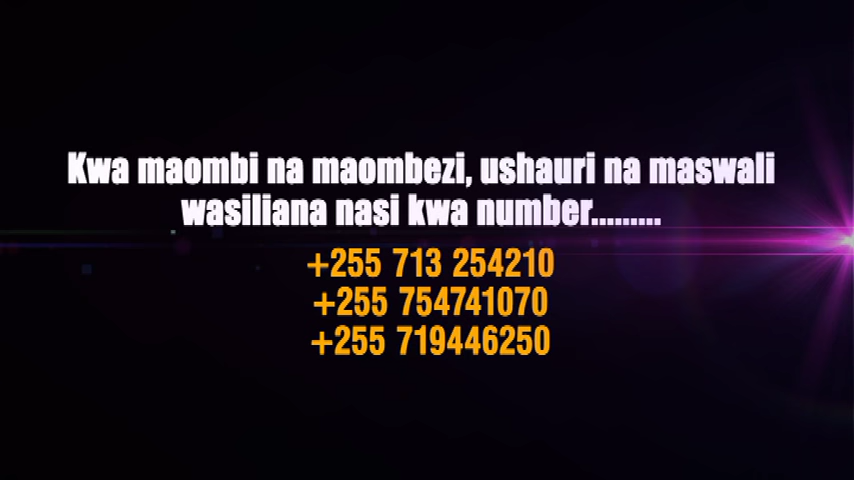 Kwa maombi na maombezi, ushauri na maswali
wasiliana nasi kwa number.........
+255 713 254210
+255 754741070
+255 719446250